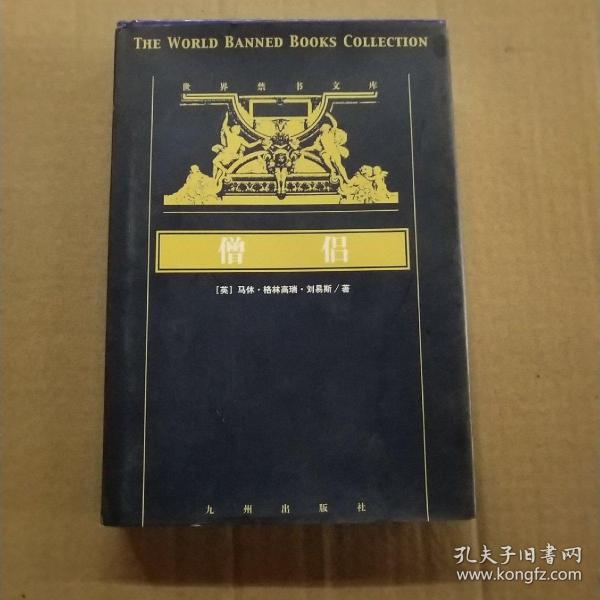 THE WORLD BANNED BOOKS COLLECTION
世界禁书文库
僧侣
[英] 马休·格林高瑞·刘易斯/著
九州出版社
孔夫子旧书网
www.kongfz.com